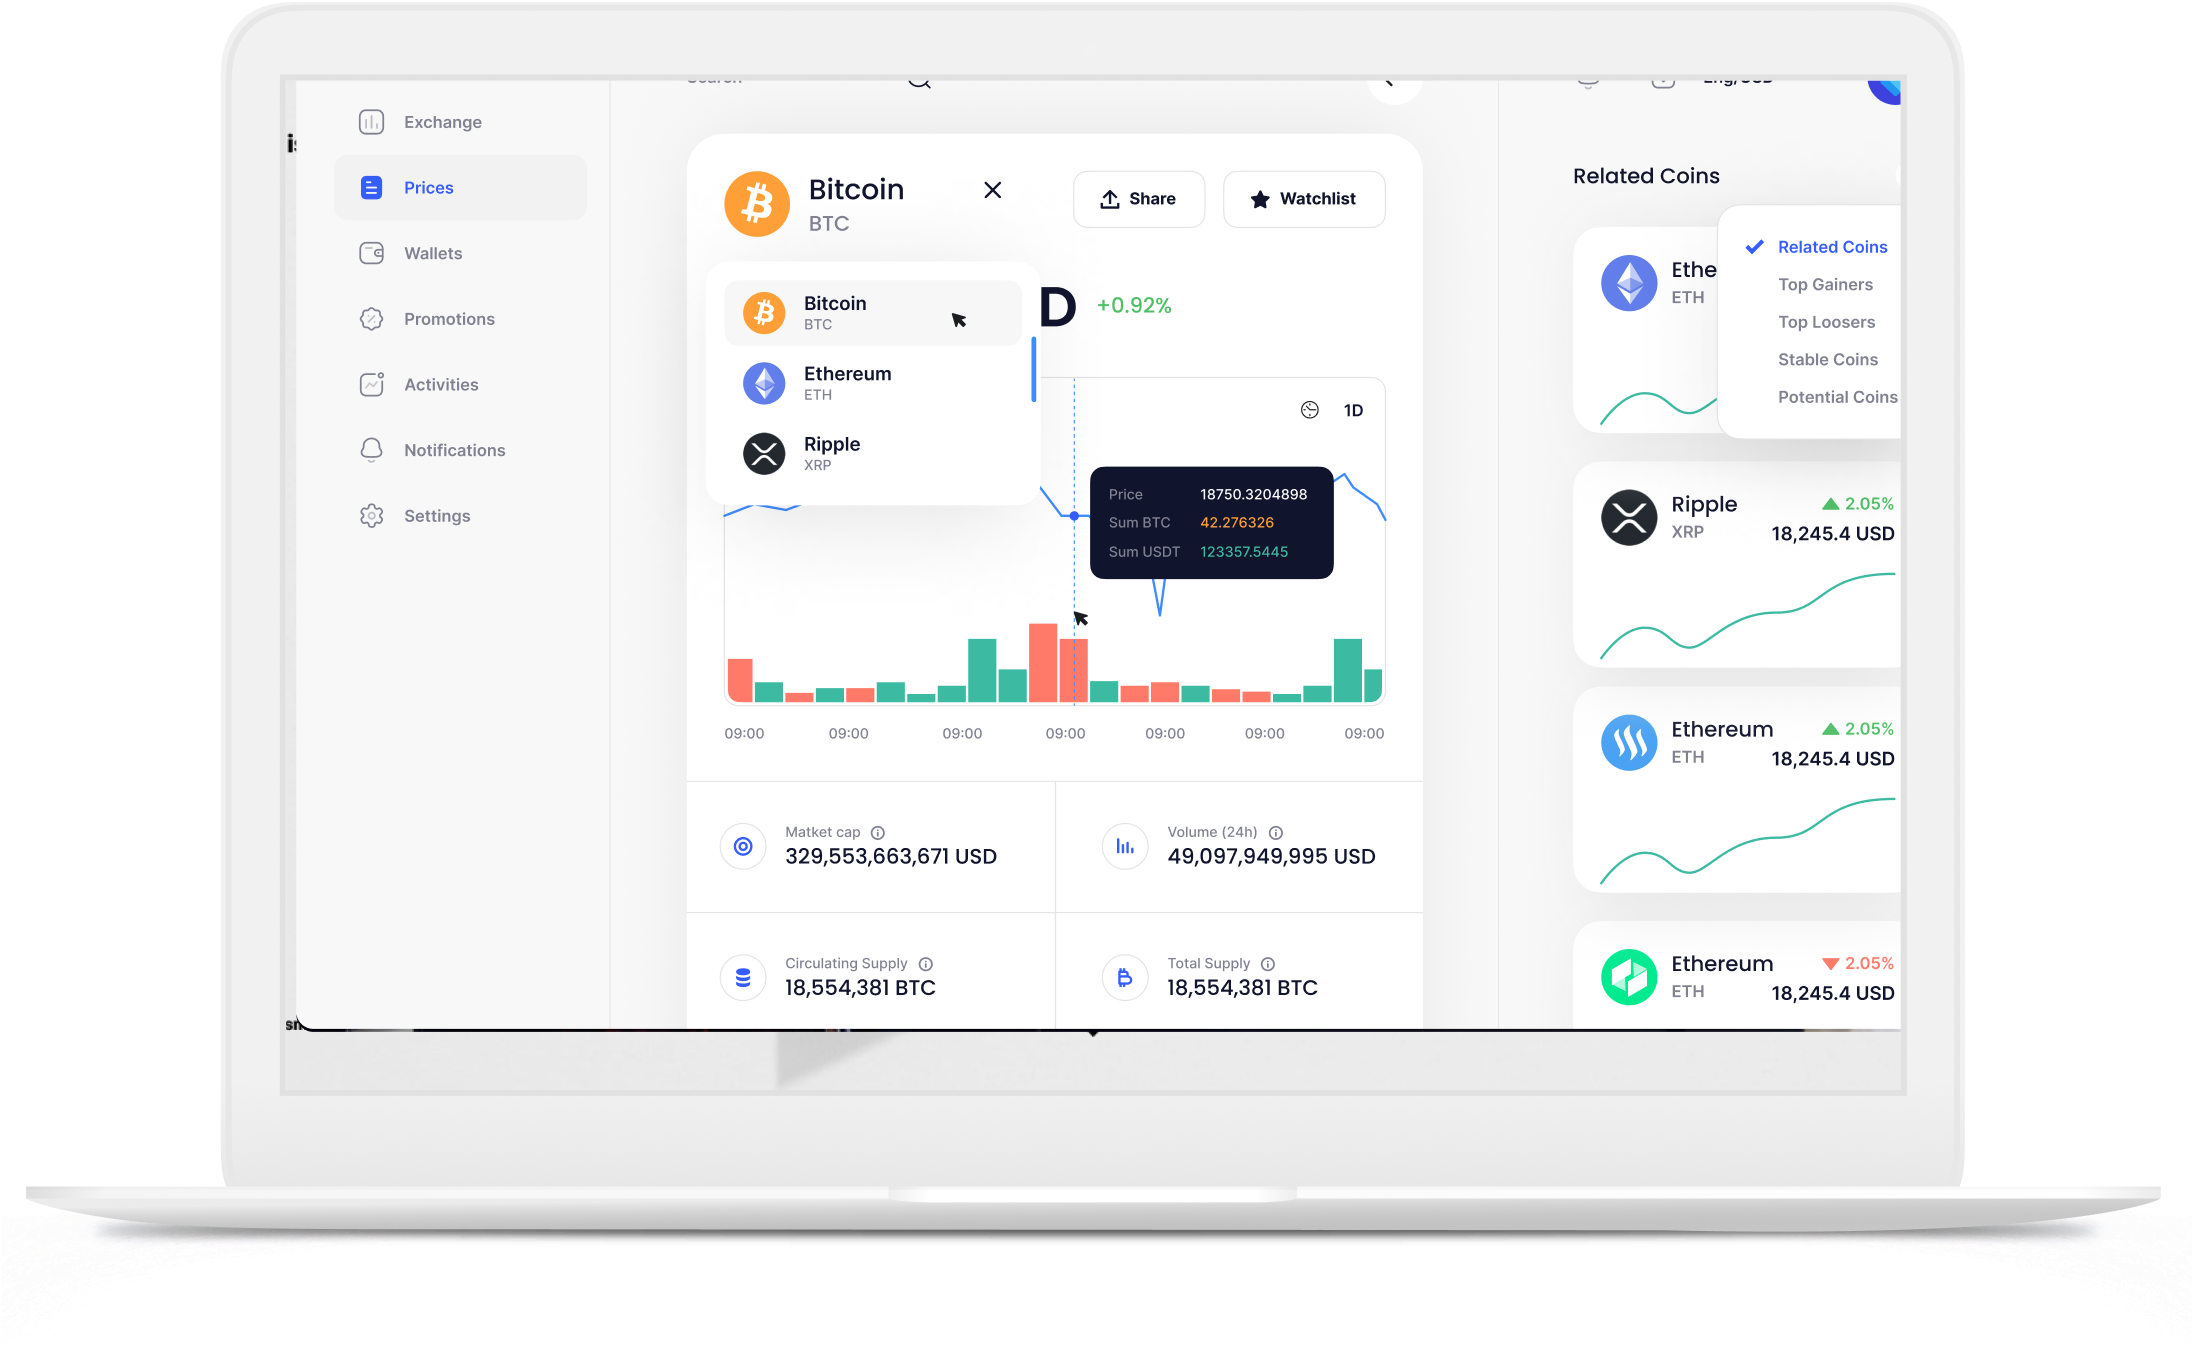 Exchange
Prices
Wallets
Promotions
Activities
Notifications
Settings
Bitcoin
BTC
Share
Watchlist
Bitcoin
BTC
Ethereum
ETH
Ripple
XRP
D
+0.92%
1D
Price 18750.3204898
Sum BTC 42.276326
Sum USDT 123357.5445
09:00 09:00 09:00 09:00 09:00 09:00 09:00
Matket cap
329,553,663,671 USD
Volume (24h)
49,097,949,995 USD
Circulating Supply
18,554,381 BTC
Total Supply
18,554,381 BTC
Related Coins
Ethe
ETH
Related Coins
Top Gainers
Top Loosers
Stable Coins
Potential Coins
Ripple 2.05%
XRP 18,245.4 USD
Ethereum 2.05%
ETH 18,245.4 USD
Ethereum 2.05%
ETH 18,245.4 USD